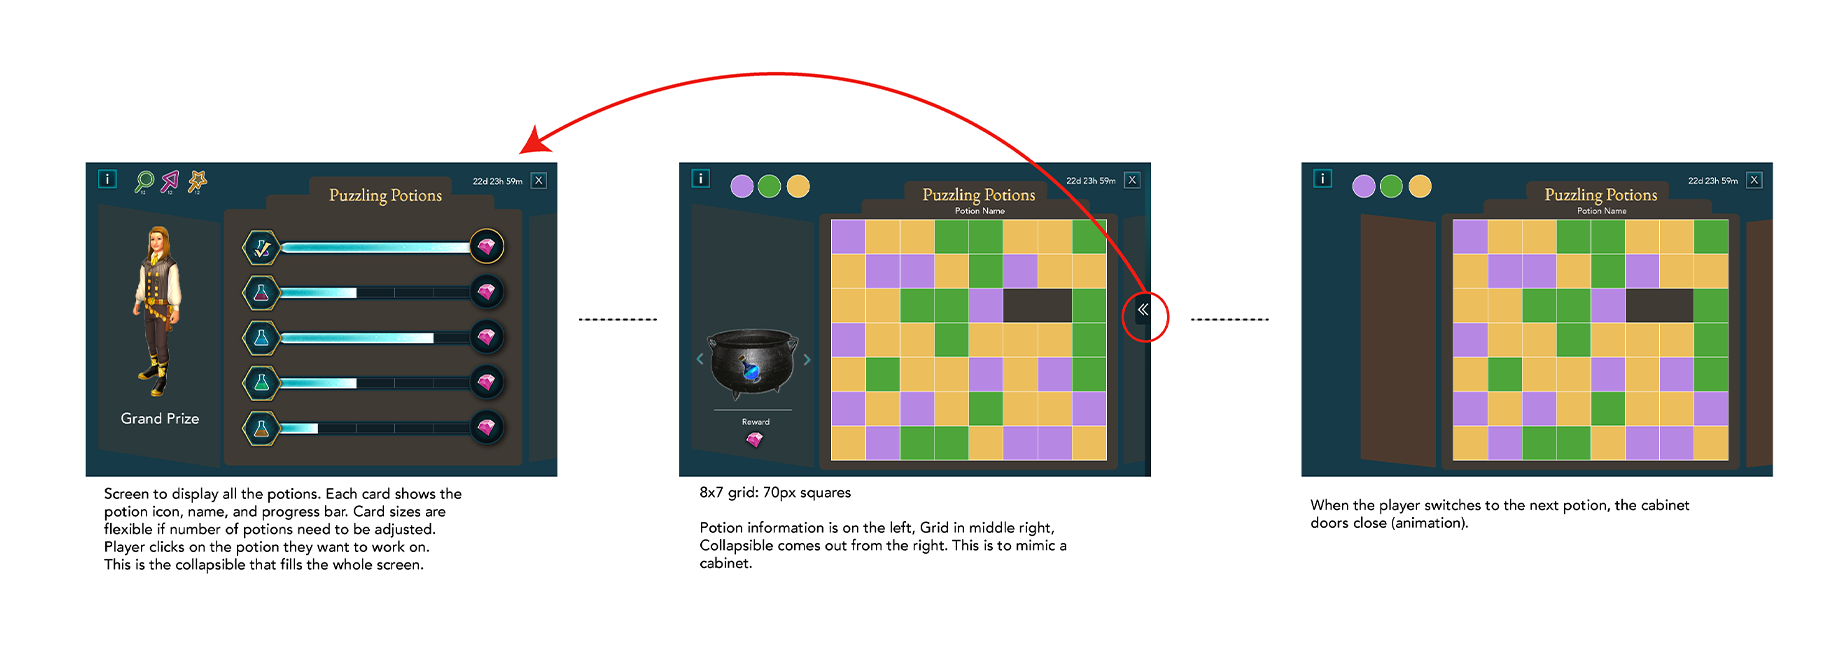 i
22d 23h 59m
X
Puzzling Potions
Grand Prize
Screen to display all the potions. Each card shows the
potion icon, name, and progress bar. Card sizes are
flexible if number of potions need to be adjusted.
Player clicks on the potion they want to work on.
This is the collapsible that fills the whole screen.
i
22d 23h 59m
X
Puzzling Potions
Potion Name
Reward
8x7 grid: 70px squares
Potion information is on the left, Grid in middle right,
Collapsible comes out from the right. This is to mimic a
cabinet.
i
22d 23h 59m
X
Puzzling Potions
Potion Name
When the player switches to the next potion, the cabinet
doors close (animation).